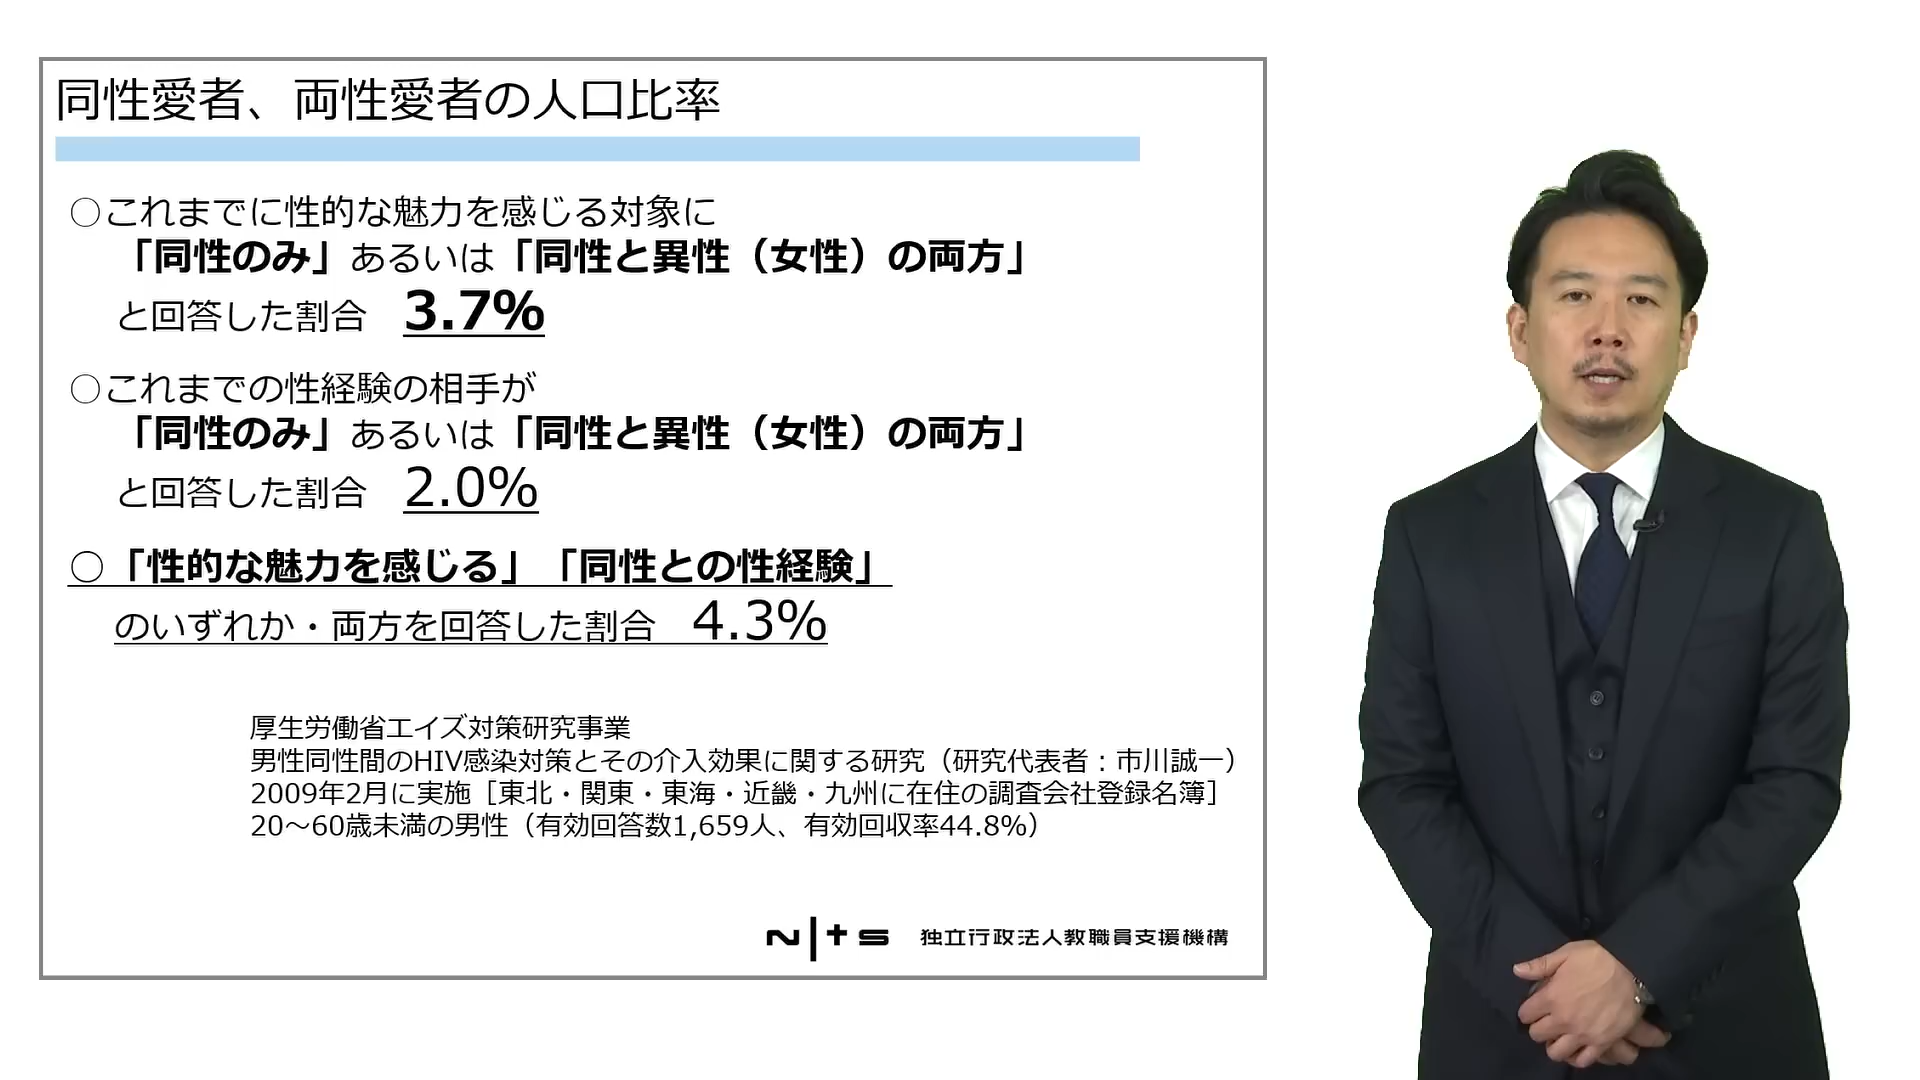 同性愛者、両性愛者の人口比率
○これまでに性的な魅力を感じる対象に
「同性のみ」あるいは「同性と異性（女性）の両方」
と回答した割合　3.7%
○これまでの性経験の相手が
「同性のみ」あるいは「同性と異性（女性）の両方」
と回答した割合　2.0%
○「性的な魅力を感じる」「同性との性経験」
のいずれか・両方を回答した割合　4.3%
厚生労働省エイズ対策研究事業
男性同性間のHIV感染対策とその介入効果に関する研究（研究代表者：市川誠一）
2009年2月に実施［東北・関東・東海・近畿・九州に在住の調査会社登録名簿］
20～60歳未満の男性（有効回答数1,659人、有効回収率44.8%）
N|ts 独立行政法人教職員支援機構